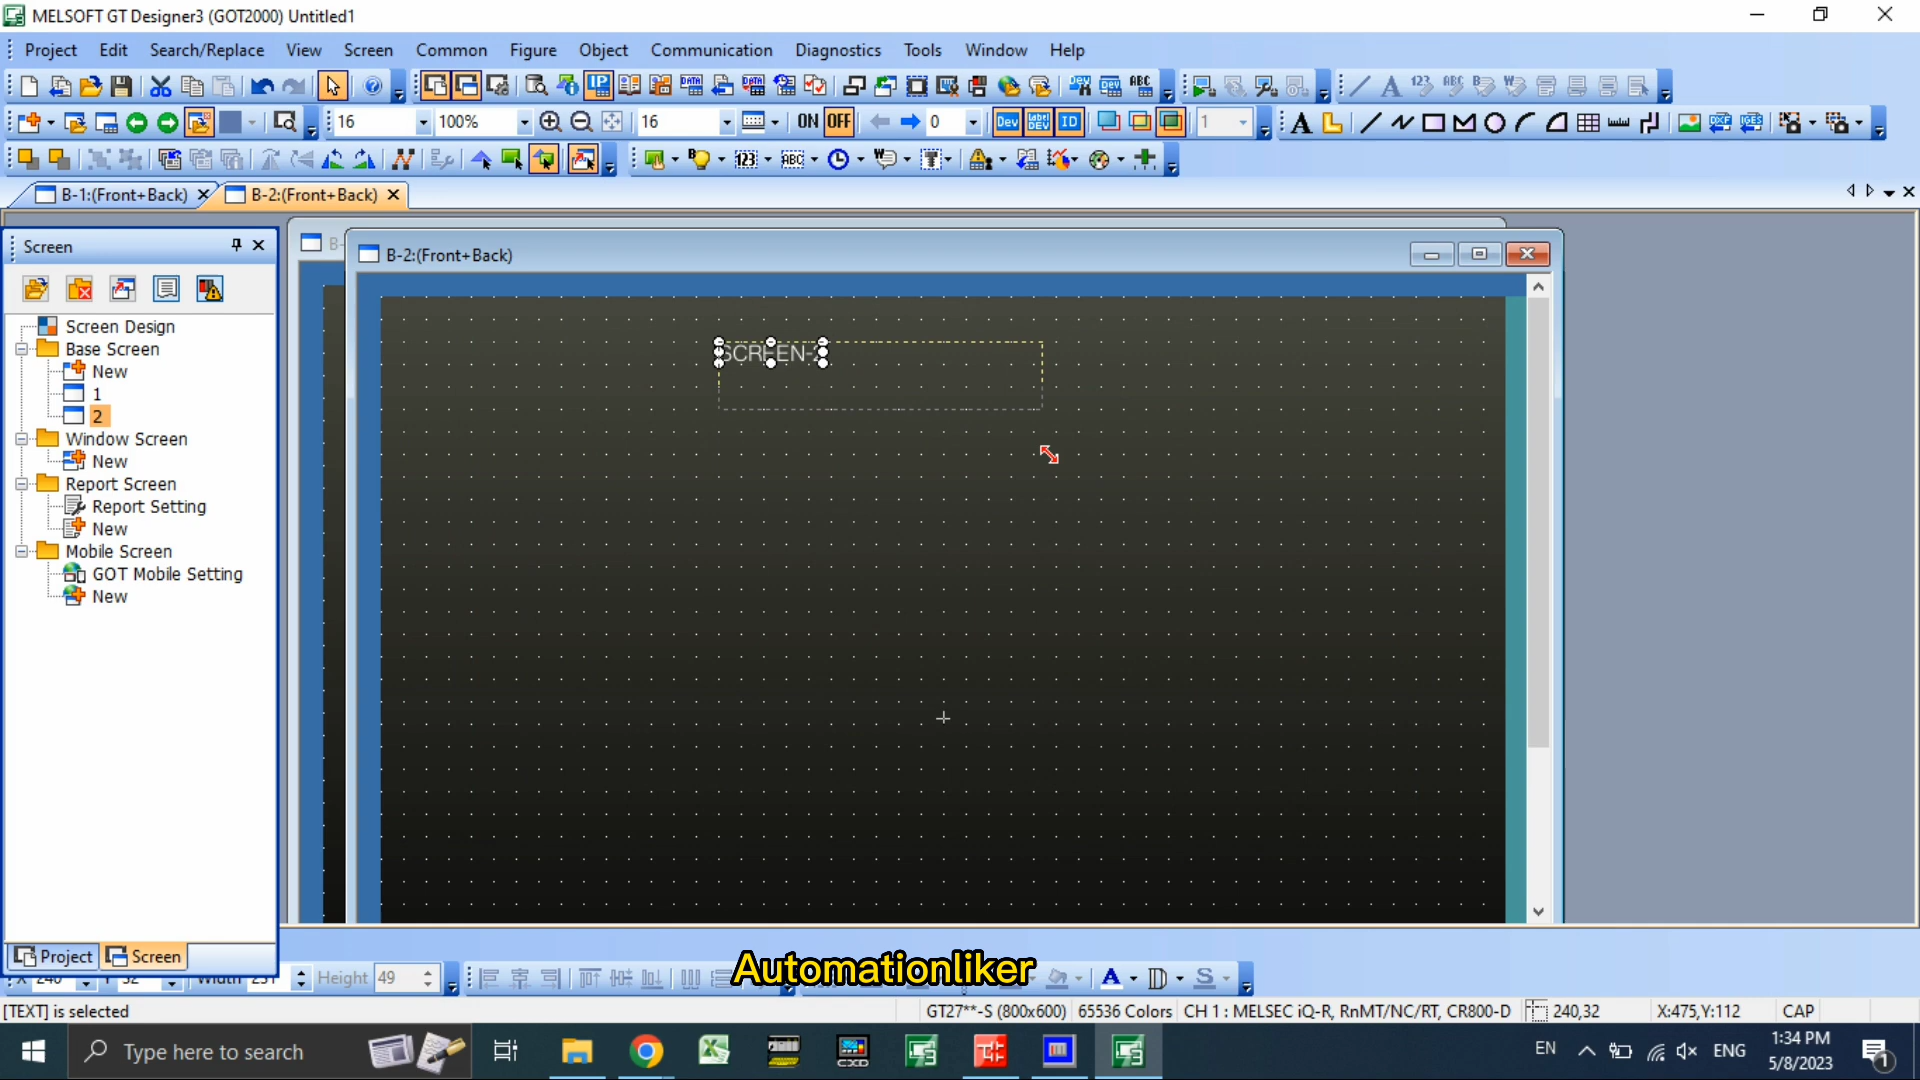 MELSOFT GT Designer3 (GOT2000) Untitled1
Project Edit Search/Replace View Screen Common Figure Object Communication Diagnostics Tools Window Help
16 100% 16 ON OFF 0 Dev ID 1
B-1:(Front+Back) B-2:(Front+Back)
Screen
B-2:(Front+Back)
Screen Design
Base Screen
New
1
2
Window Screen
New
Report Screen
Report Setting
New
Mobile Screen
GOT Mobile Setting
New
SCREEN-2
Project Screen
Height 49
Automationliker
[TEXT] is selected
GT27**-S (800x600) 65536 Colors CH 1 : MELSEC iQ-R, RnMT/NC/RT, CR800-D 240,32 X:475,Y:112 CAP
Type here to search
EN
ENG
1:34 PM
5/8/2023
1